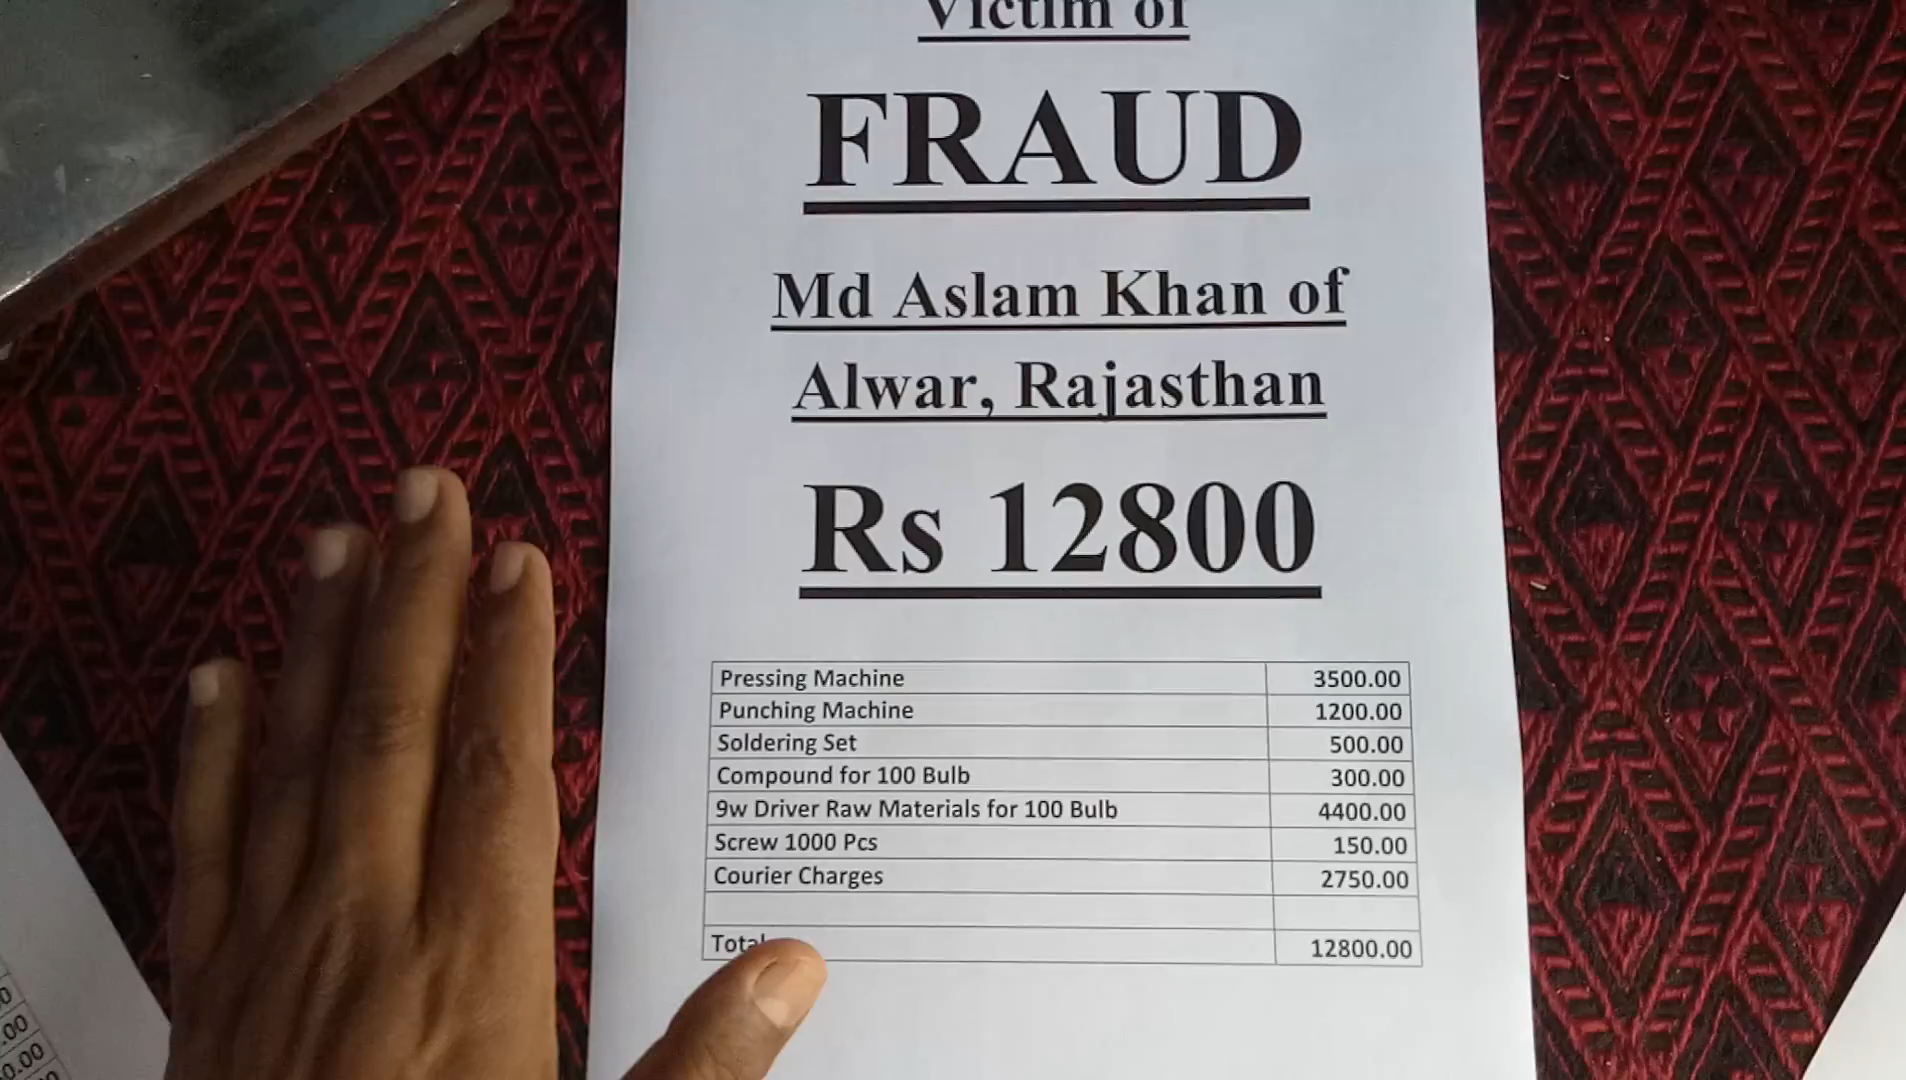 Victim of
FRAUD
Md Aslam Khan of
Alwar, Rajasthan
Rs 12800
Pressing Machine 3500.00
Punching Machine 1200.00
Soldering Set 500.00
Compound for 100 Bulb 300.00
9w Driver Raw Materials for 100 Bulb 4400.00
Screw 1000 Pcs 150.00
Courier Charges 2750.00
Total 12800.00